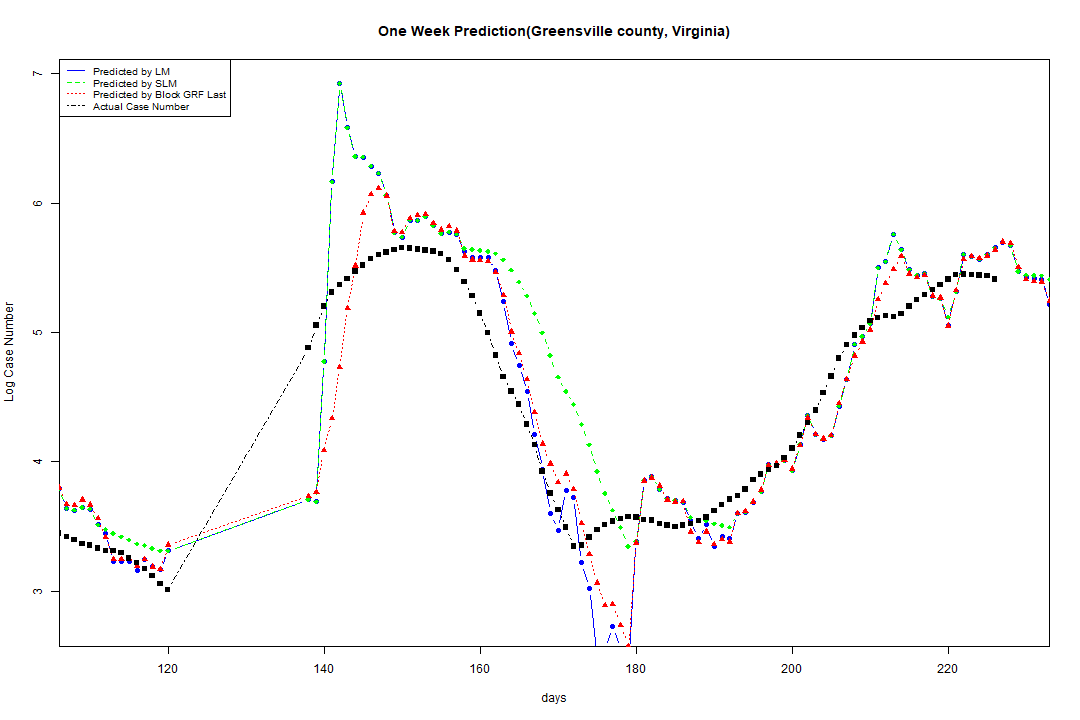 One Week Prediction(Greensville county, Virginia)
Predicted by LM
Predicted by SLM
Predicted by Block GRF Last
Actual Case Number
7
6
5
4
3
Log Case Number
120 140 160 180 200 220
days